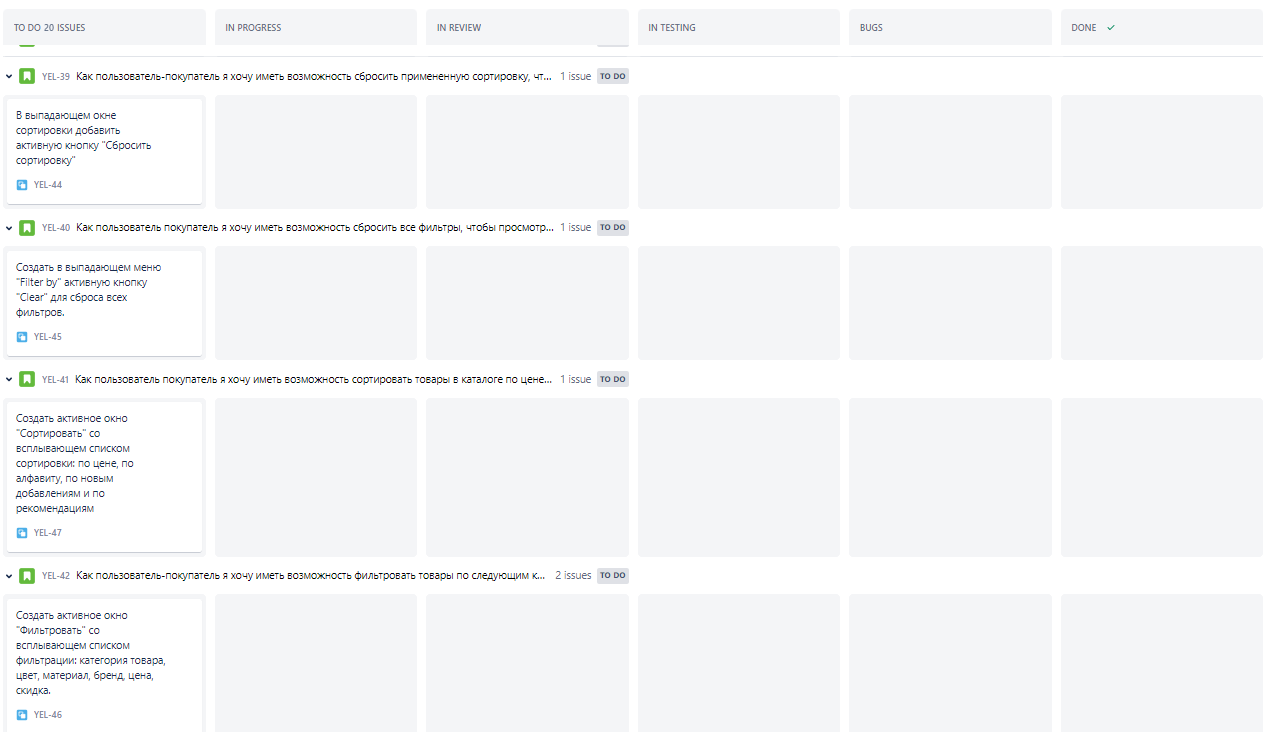 TO DO 20 ISSUES
IN PROGRESS
IN REVIEW
IN TESTING
BUGS
DONE
YEL-39 Как пользователь-покупатель я хочу иметь возможность сбросить примененную сортировку, чт... 1 issue TO DO
В выпадающем окне
сортировки добавить
активную кнопку "Сбросить
сортировку"
YEL-44
YEL-40 Как пользователь покупатель я хочу иметь возможность сбросить все фильтры, чтобы просмотр... 1 issue TO DO
Создать в выпадающем меню
"Filter by" активную кнопку
"Clear" для сброса всех
фильтров.
YEL-45
YEL-41 Как пользователь покупатель я хочу иметь возможность сортировать товары в каталоге по цене... 1 issue TO DO
Создать активное окно
"Сортировать" со
всплывающем списком
сортировки: по цене, по
алфавиту, по новым
добавлениям и по
рекомендациям
YEL-47
YEL-42 Как пользователь-покупатель я хочу иметь возможность фильтровать товары по следующим к... 2 issues TO DO
Создать активное окно
"Фильтровать" со
всплывающем списком
фильтрации: категория товара,
цвет, материал, бренд, цена,
скидка.
YEL-46